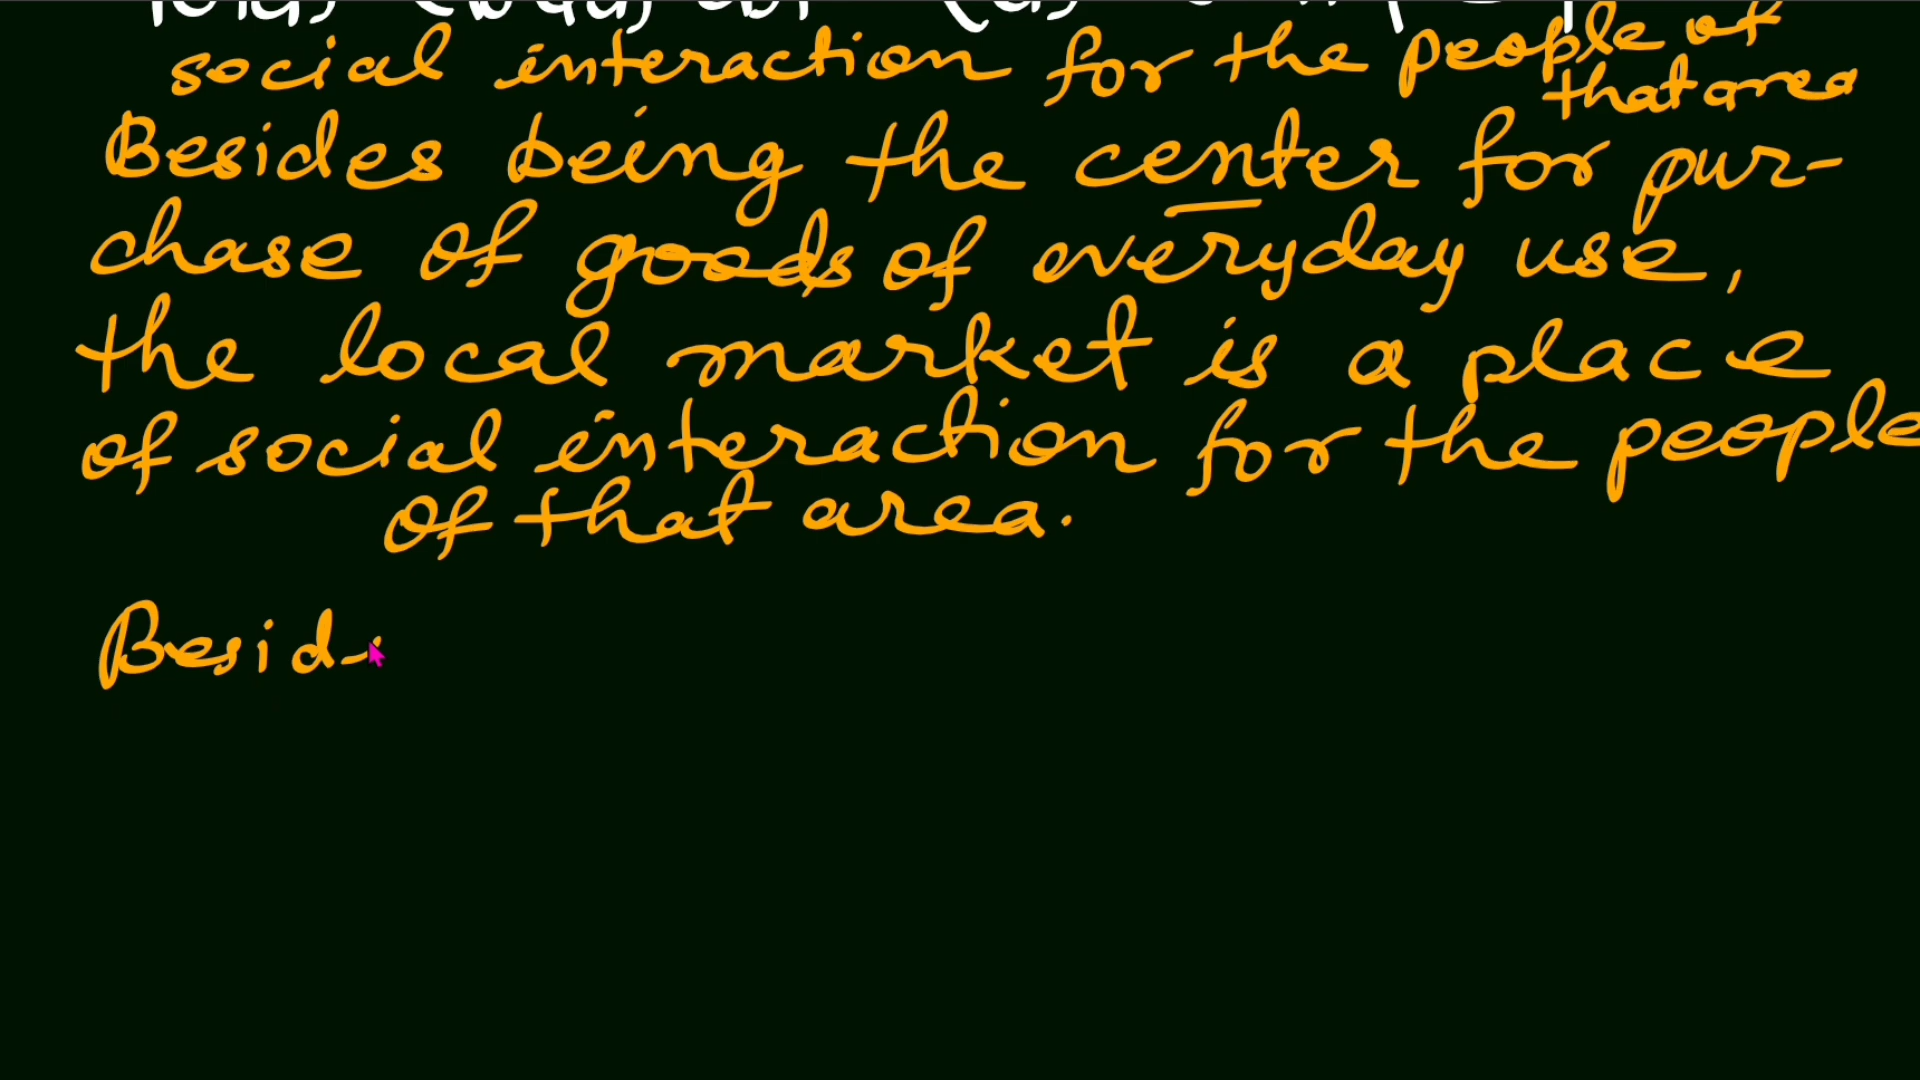 social interaction for the people of
that area
Besides being the center for pur-
chase of goods of everyday use,
the local market is a place
of social interaction for the people
of that area.
Besid